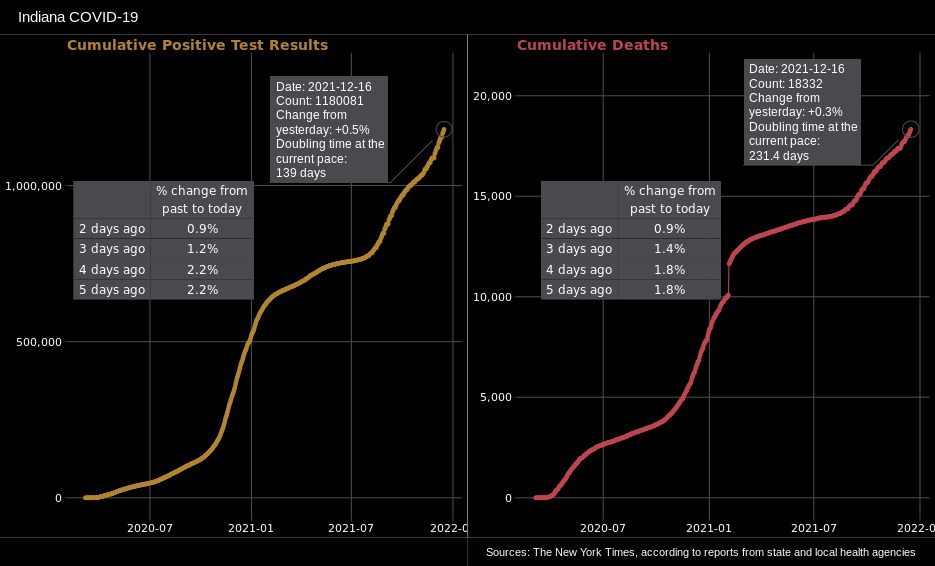 Indiana COVID-19
Cumulative Positive Test Results
Date: 2021-12-16
Count: 1180081
Change from
yesterday: +0.5%
Doubling time at the
current pace:
139 days
1,000,000
500,000
0
% change from
past to today
2 days ago 0.9%
3 days ago 1.2%
4 days ago 2.2%
5 days ago 2.2%
2020-07 2021-01 2021-07 2022-0
Cumulative Deaths
Date: 2021-12-16
Count: 18332
Change from
yesterday: +0.3%
Doubling time at the
current pace:
231.4 days
20,000
15,000
10,000
5,000
0
% change from
past to today
2 days ago 0.9%
3 days ago 1.4%
4 days ago 1.8%
5 days ago 1.8%
2020-07 2021-01 2021-07 2022-0
Sources: The New York Times, according to reports from state and local health agencies